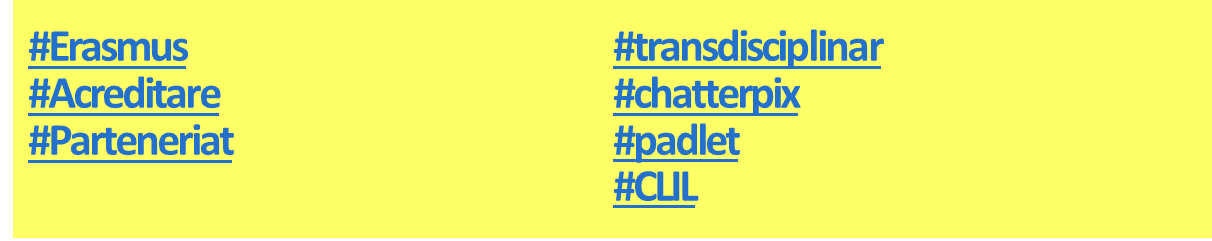 #Erasmus
#Acreditare
#Parteneriat
#transdisciplinar
#chatterpix
#padlet
#CLIL